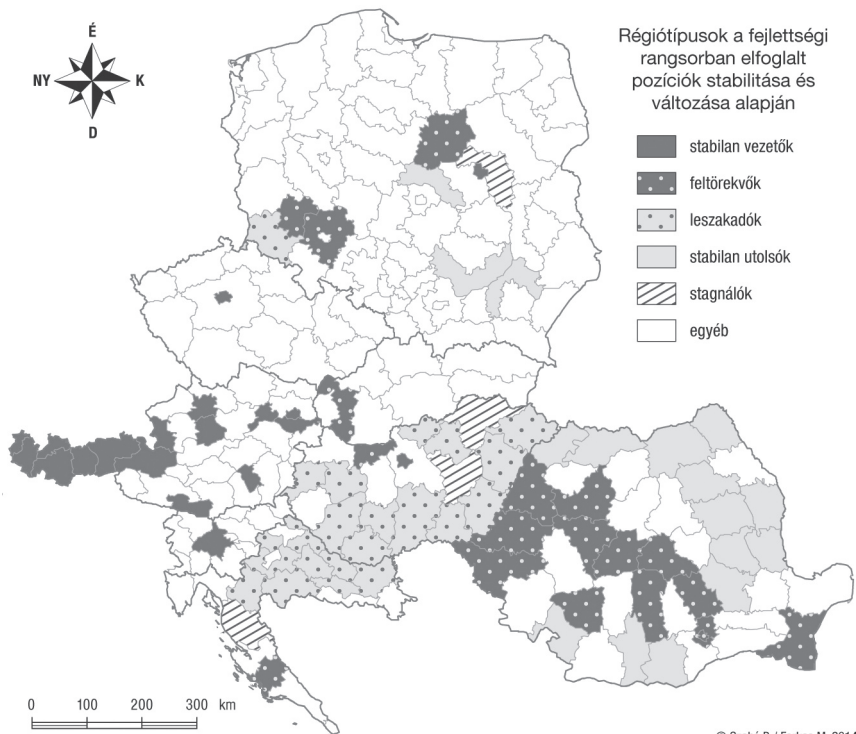 É
NY
K
D
Régiótípusok a fejlettségi
rangsorban elfoglalt
pozíciók stabilitása és
változása alapján
stabilan vezetők
feltörekvők
leszakadók
stabilan utolsók
stagnálók
egyéb
0 100 200 300 km